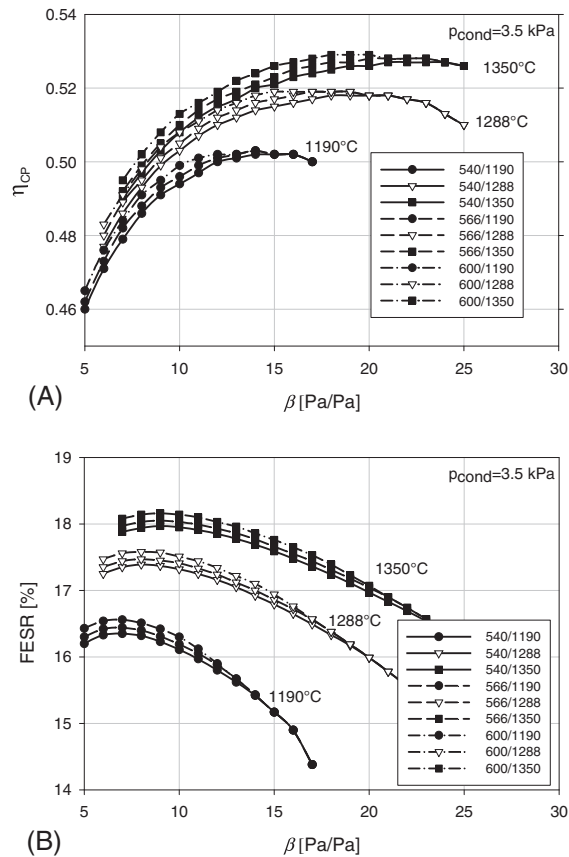 p_cond=3.5 kPa
0.54
0.52
0.50
0.48
0.46
η_CP
1350°C
1288°C
1190°C
540/1190
540/1288
540/1350
566/1190
566/1288
566/1350
600/1190
600/1288
600/1350
5 10 15 20 25 30
β [Pa/Pa]
(A)
19
18
17
16
15
14
FESR [%]
p_cond=3.5 kPa
1350°C
1288°C
1190°C
540/1190
540/1288
540/1350
566/1190
566/1288
566/1350
600/1190
600/1288
600/1350
5 10 15 20 25 30
β [Pa/Pa]
(B)